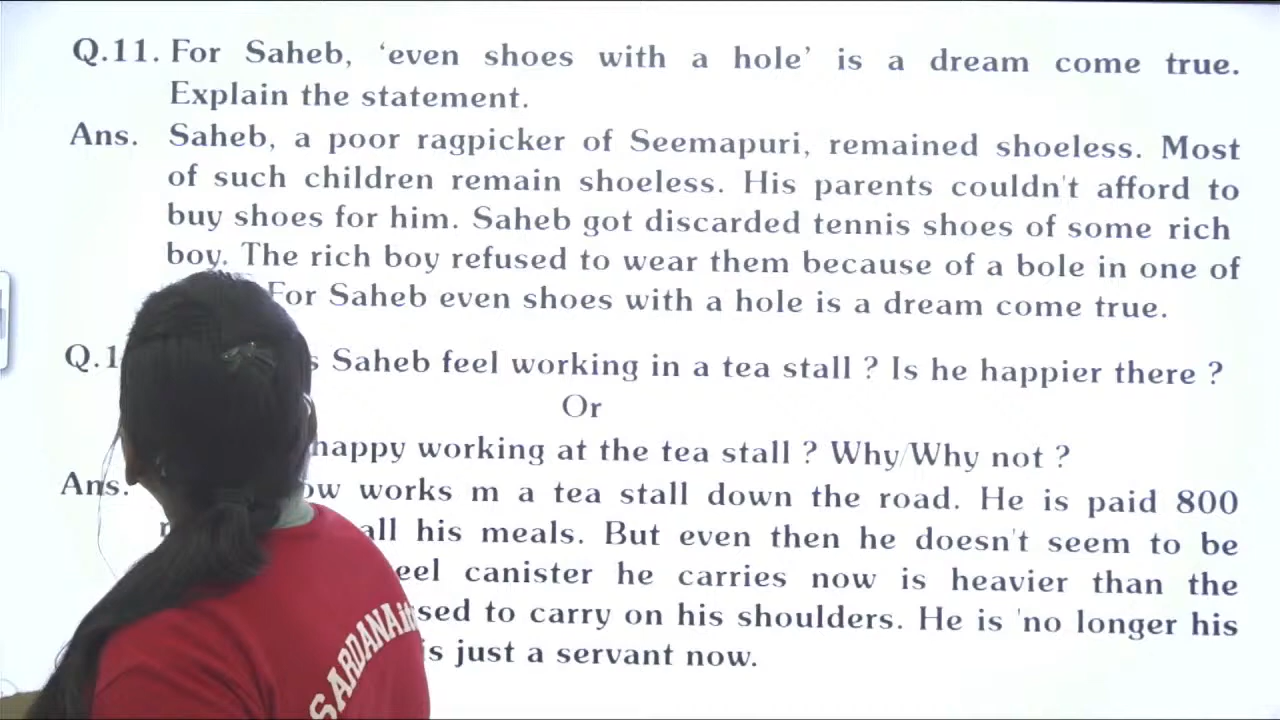 Q.11. For Saheb, 'even shoes with a hole' is a dream come true.
Explain the statement.
Ans. Saheb, a poor ragpicker of Seemapuri, remained shoeless. Most
of such children remain shoeless. His parents couldn't afford to
buy shoes for him. Saheb got discarded tennis shoes of some rich
boy. The rich boy refused to wear them because of a bole in one of
For Saheb even shoes with a hole is a dream come true.
Saheb feel working in a tea stall ? Is he happier there ?
Or
happy working at the tea stall ? Why/Why not ?
Ans. works m a tea stall down the road. He is paid 800
all his meals. But even then he doesn't seem to be
canister he carries now is heavier than the
to carry on his shoulders. He is 'no longer his
is just a servant now.
SARDANA